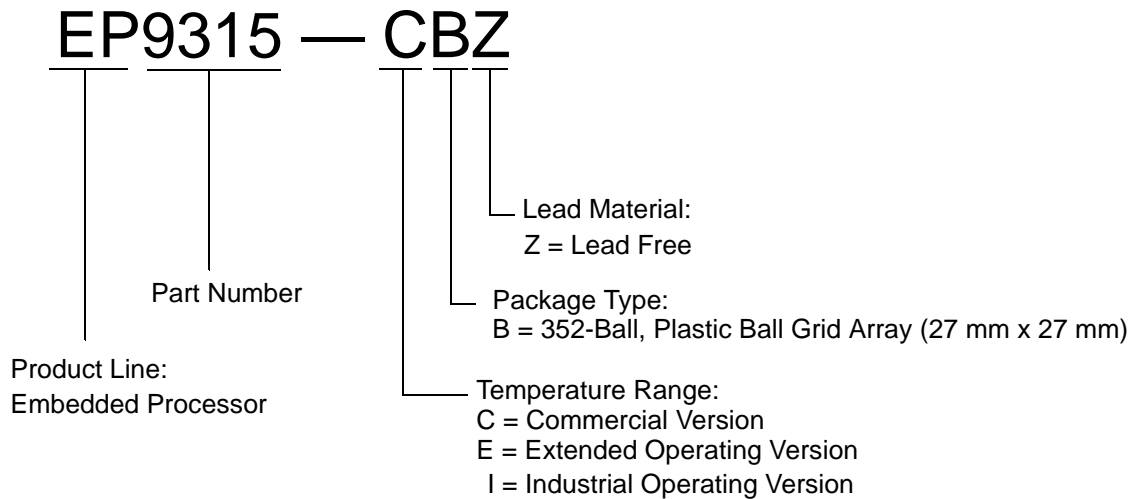 EP9315 — CBZ
Lead Material:
Z = Lead Free
Package Type:
B = 352-Ball, Plastic Ball Grid Array (27 mm x 27 mm)
Part Number
Product Line:
Embedded Processor
Temperature Range:
C = Commercial Version
E = Extended Operating Version
I = Industrial Operating Version